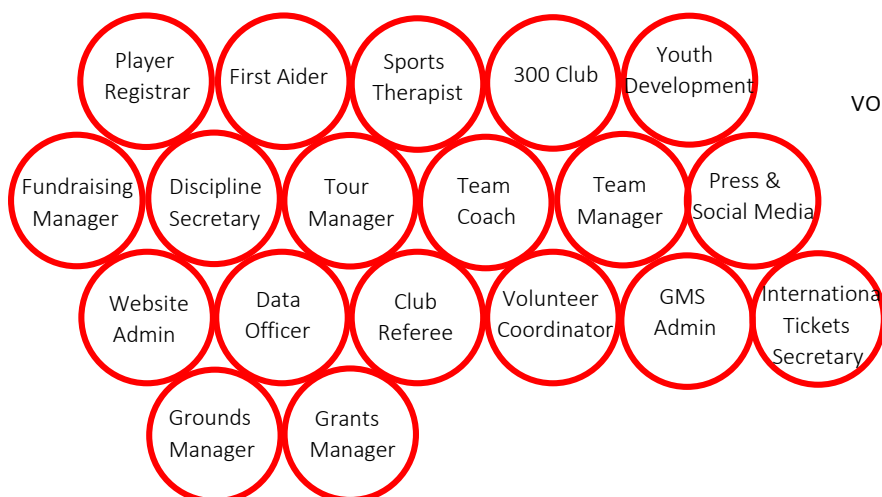 Player
Registrar
First Aider
Sports
Therapist
300 Club
Youth
Development
VO
Fundraising
Manager
Discipline
Secretary
Tour
Manager
Team
Coach
Team
Manager
Press &
Social Media
Website
Admin
Data
Officer
Club
Referee
Volunteer
Coordinator
GMS
Admin
Internationa
Tickets
Secretary
Grounds
Manager
Grants
Manager